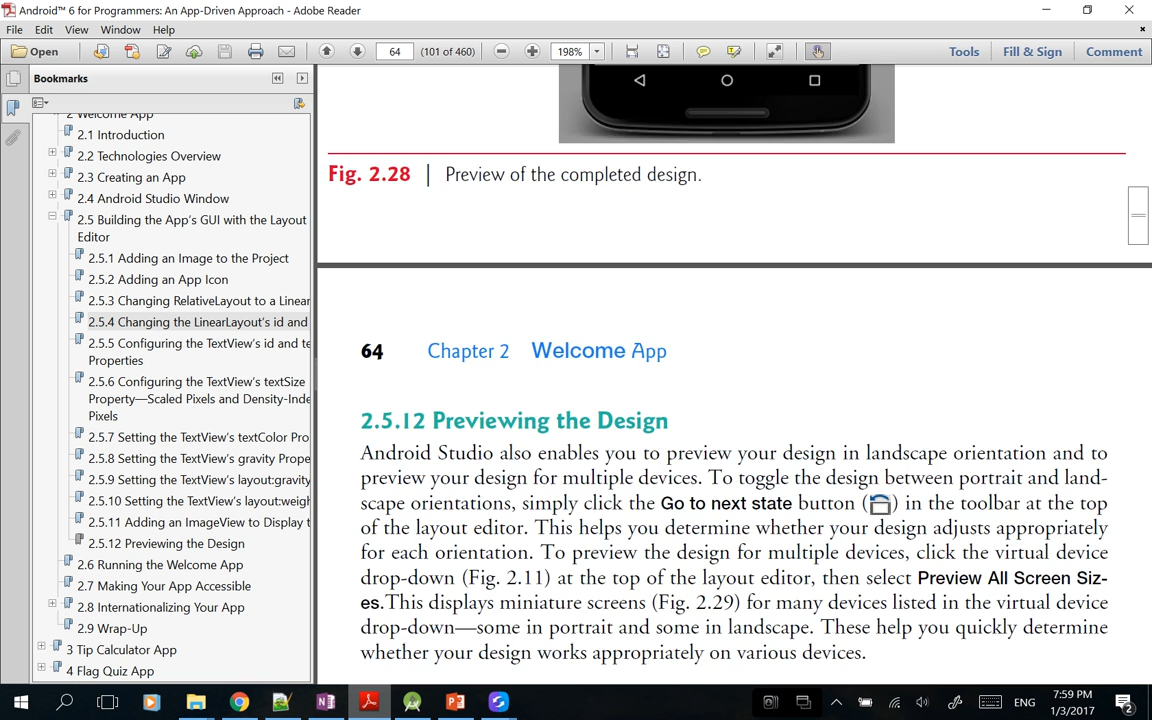 Android™ 6 for Programmers: An App-Driven Approach - Adobe Reader
File Edit View Window Help
Open 64 (101 of 460) 198% Tools Fill & Sign Comment
Bookmarks
2 Welcome App
2.1 Introduction
2.2 Technologies Overview
2.3 Creating an App
2.4 Android Studio Window
2.5 Building the App's GUI with the Layout
Editor
2.5.1 Adding an Image to the Project
2.5.2 Adding an App Icon
2.5.3 Changing RelativeLayout to a Linear
2.5.4 Changing the LinearLayout's id and
2.5.5 Configuring the TextView's id and te
Properties
2.5.6 Configuring the TextView's textSize
Property—Scaled Pixels and Density-Inde
Pixels
2.5.7 Setting the TextView's textColor Pro
2.5.8 Setting the TextView's gravity Prope
2.5.9 Setting the TextView's layout:gravity
2.5.10 Setting the TextView's layout:weigh
2.5.11 Adding an ImageView to Display t
2.5.12 Previewing the Design
2.6 Running the Welcome App
2.7 Making Your App Accessible
2.8 Internationalizing Your App
2.9 Wrap-Up
3 Tip Calculator App
4 Flag Quiz App
Fig. 2.28 | Preview of the completed design.
64 Chapter 2 Welcome App
2.5.12 Previewing the Design
Android Studio also enables you to preview your design in landscape orientation and to
preview your design for multiple devices. To toggle the design between portrait and land-
scape orientations, simply click the Go to next state button ( ) in the toolbar at the top
of the layout editor. This helps you determine whether your design adjusts appropriately
for each orientation. To preview the design for multiple devices, click the virtual device
drop-down (Fig. 2.11) at the top of the layout editor, then select Preview All Screen Siz-
es.This displays miniature screens (Fig. 2.29) for many devices listed in the virtual device
drop-down—some in portrait and some in landscape. These help you quickly determine
whether your design works appropriately on various devices.
ENG
7:59 PM
1/3/2017
2